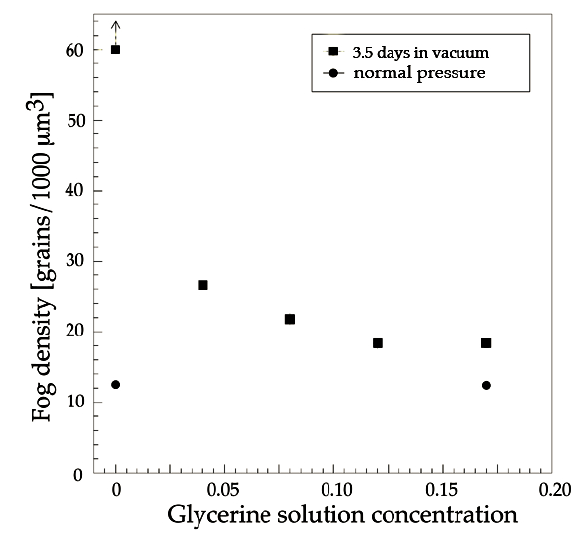 60
50
40
30
20
10
0
Fog density [grains/1000 μm³]
3.5 days in vacuum
normal pressure
0 0.05 0.10 0.15 0.20
Glycerine solution concentration